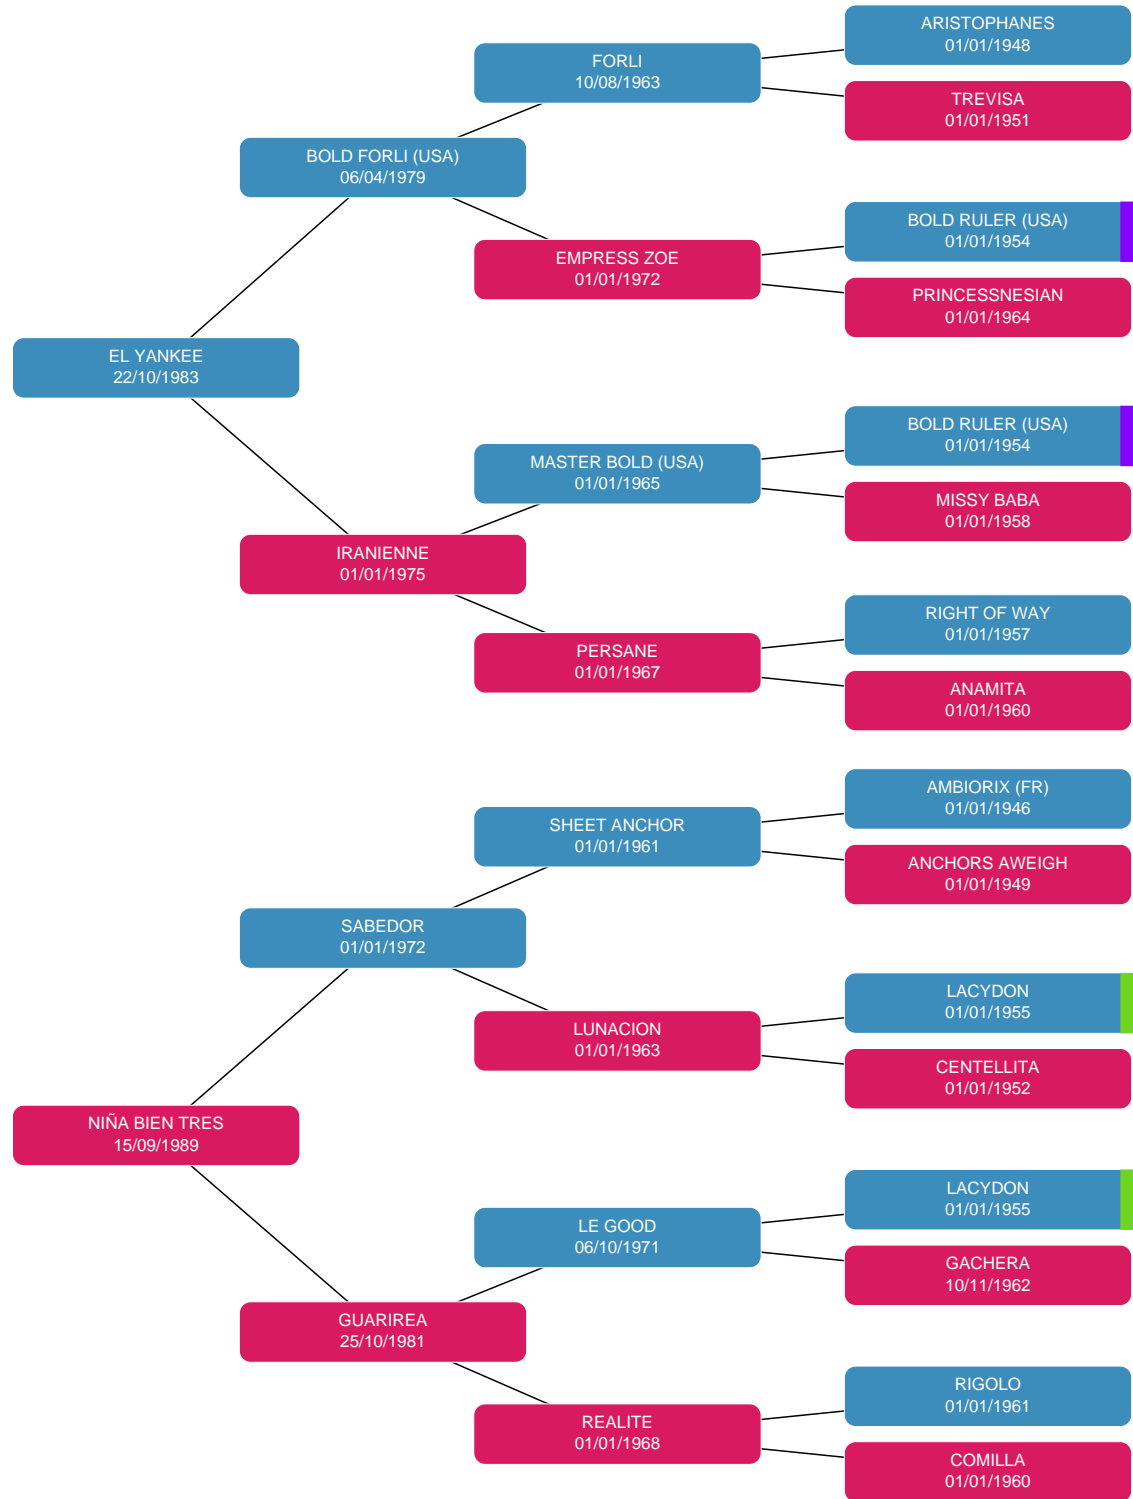 ARISTOPHANES
01/01/1948
FORLI
10/08/1963
TREVISA
01/01/1951
BOLD FORLI (USA)
06/04/1979
BOLD RULER (USA)
01/01/1954
EMPRESS ZOE
01/01/1972
PRINCESSNESIAN
01/01/1964
EL YANKEE
22/10/1983
BOLD RULER (USA)
01/01/1954
MASTER BOLD (USA)
01/01/1965
MISSY BABA
01/01/1958
IRANIENNE
01/01/1975
RIGHT OF WAY
01/01/1957
PERSANE
01/01/1967
ANAMITA
01/01/1960
AMBIORIX (FR)
01/01/1946
SHEET ANCHOR
01/01/1961
ANCHORS AWEIGH
01/01/1949
SABEDOR
01/01/1972
LACYDON
01/01/1955
LUNACION
01/01/1963
CENTELLITA
01/01/1952
NIÑA BIEN TRES
15/09/1989
LACYDON
01/01/1955
LE GOOD
06/10/1971
GACHERA
10/11/1962
GUARIREA
25/10/1981
RIGOLO
01/01/1961
REALITE
01/01/1968
COMILLA
01/01/1960